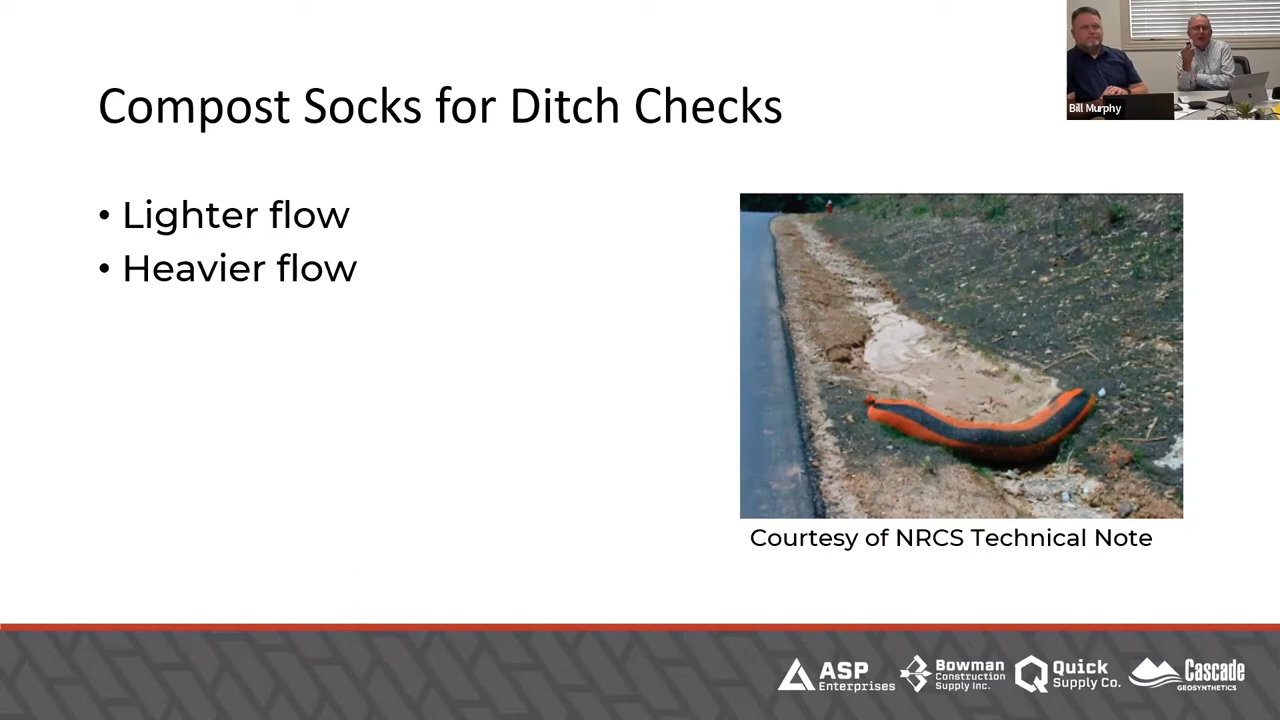 Compost Socks for Ditch Checks
• Lighter flow
• Heavier flow
Courtesy of NRCS Technical Note
Bill Murphy
ASP
Enterprises
Bowman
Construction
Supply Inc.
Quick
Supply Co.
Cascade
GEOSYNTHETICS